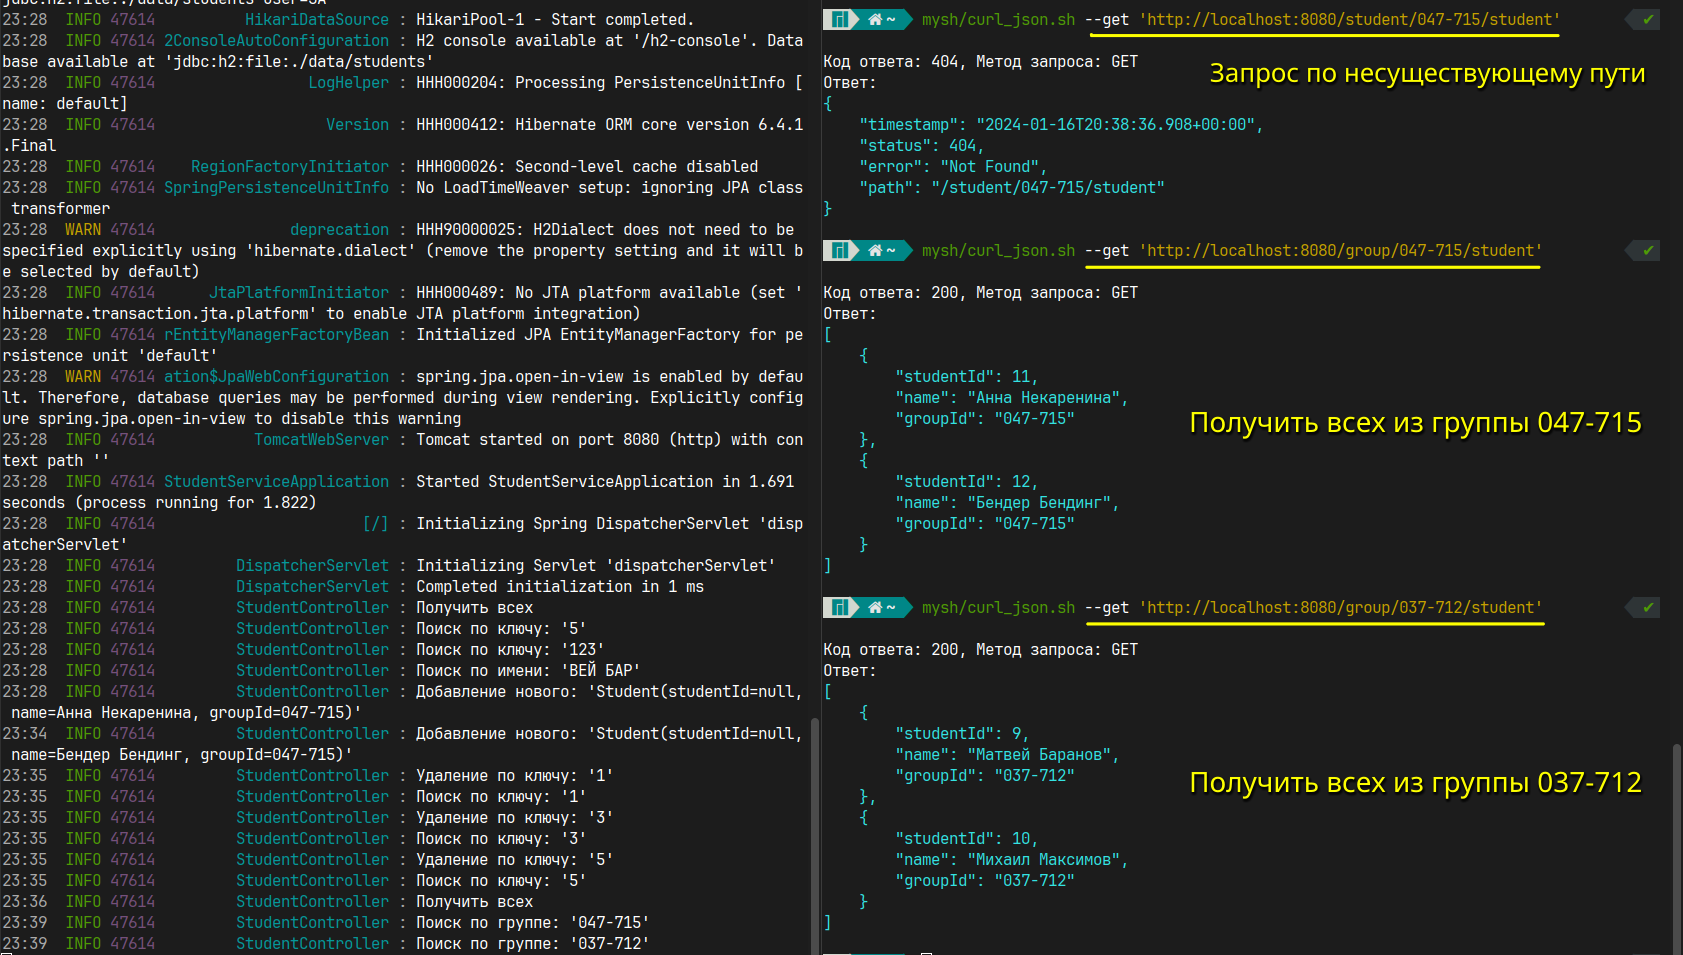 jdbc:h2:file:./data/students user=SA
23:28  INFO 47614          HikariDataSource : HikariPool-1 - Start completed.
23:28  INFO 47614 2ConsoleAutoConfiguration : H2 console available at '/h2-console'. Data
base available at 'jdbc:h2:file:./data/students'
23:28  INFO 47614                 LogHelper : HHH000204: Processing PersistenceUnitInfo [
name: default]
23:28  INFO 47614                   Version : HHH000412: Hibernate ORM core version 6.4.1
.Final
23:28  INFO 47614    RegionFactoryInitiator : HHH000026: Second-level cache disabled
23:28  INFO 47614 SpringPersistenceUnitInfo : No LoadTimeWeaver setup: ignoring JPA class
 transformer
23:28  WARN 47614               deprecation : HHH90000025: H2Dialect does not need to be
specified explicitly using 'hibernate.dialect' (remove the property setting and it will b
e selected by default)
23:28  INFO 47614      JtaPlatformInitiator : HHH000489: No JTA platform available (set '
hibernate.transaction.jta.platform' to enable JTA platform integration)
23:28  INFO 47614 rEntityManagerFactoryBean : Initialized JPA EntityManagerFactory for pe
rsistence unit 'default'
23:28  WARN 47614 ation$JpaWebConfiguration : spring.jpa.open-in-view is enabled by defau
lt. Therefore, database queries may be performed during view rendering. Explicitly config
ure spring.jpa.open-in-view to disable this warning
23:28  INFO 47614           TomcatWebServer : Tomcat started on port 8080 (http) with con
text path ''
23:28  INFO 47614 StudentServiceApplication : Started StudentServiceApplication in 1.691
seconds (process running for 1.822)
23:28  INFO 47614                       [/] : Initializing Spring DispatcherServlet 'disp
atcherServlet'
23:28  INFO 47614         DispatcherServlet : Initializing Servlet 'dispatcherServlet'
23:28  INFO 47614         DispatcherServlet : Completed initialization in 1 ms
23:28  INFO 47614         StudentController : Получить всех
23:28  INFO 47614         StudentController : Поиск по ключу: '5'
23:28  INFO 47614         StudentController : Поиск по ключу: '123'
23:28  INFO 47614         StudentController : Поиск по имени: 'ВЕЙ БАР'
23:28  INFO 47614         StudentController : Добавление нового: 'Student(studentId=null,
 name=Анна Некаренина, groupId=047-715)'
23:34  INFO 47614         StudentController : Добавление нового: 'Student(studentId=null,
 name=Бендер Бендинг, groupId=047-715)'
23:35  INFO 47614         StudentController : Удаление по ключу: '1'
23:35  INFO 47614         StudentController : Поиск по ключу: '1'
23:35  INFO 47614         StudentController : Удаление по ключу: '3'
23:35  INFO 47614         StudentController : Поиск по ключу: '3'
23:35  INFO 47614         StudentController : Удаление по ключу: '5'
23:35  INFO 47614         StudentController : Поиск по ключу: '5'
23:36  INFO 47614         StudentController : Получить всех
23:39  INFO 47614         StudentController : Поиск по группе: '047-715'
23:39  INFO 47614         StudentController : Поиск по группе: '037-712'
~ mysh/curl_json.sh --get 'http://localhost:8080/student/047-715/student' ✔
Код ответа: 404, Метод запроса: GET
Запрос по несуществующему пути
Ответ:
{
    "timestamp": "2024-01-16T20:38:36.908+00:00",
    "status": 404,
    "error": "Not Found",
    "path": "/student/047-715/student"
}
~ mysh/curl_json.sh --get 'http://localhost:8080/group/047-715/student' ✔
Код ответа: 200, Метод запроса: GET
Ответ:
[
    {
        "studentId": 11,
        "name": "Анна Некаренина",
        "groupId": "047-715"
Получить всех из группы 047-715
    },
    {
        "studentId": 12,
        "name": "Бендер Бендинг",
        "groupId": "047-715"
    }
]
~ mysh/curl_json.sh --get 'http://localhost:8080/group/037-712/student' ✔
Код ответа: 200, Метод запроса: GET
Ответ:
[
    {
        "studentId": 9,
        "name": "Матвей Баранов",
        "groupId": "037-712"
Получить всех из группы 037-712
    },
    {
        "studentId": 10,
        "name": "Михаил Максимов",
        "groupId": "037-712"
    }
]